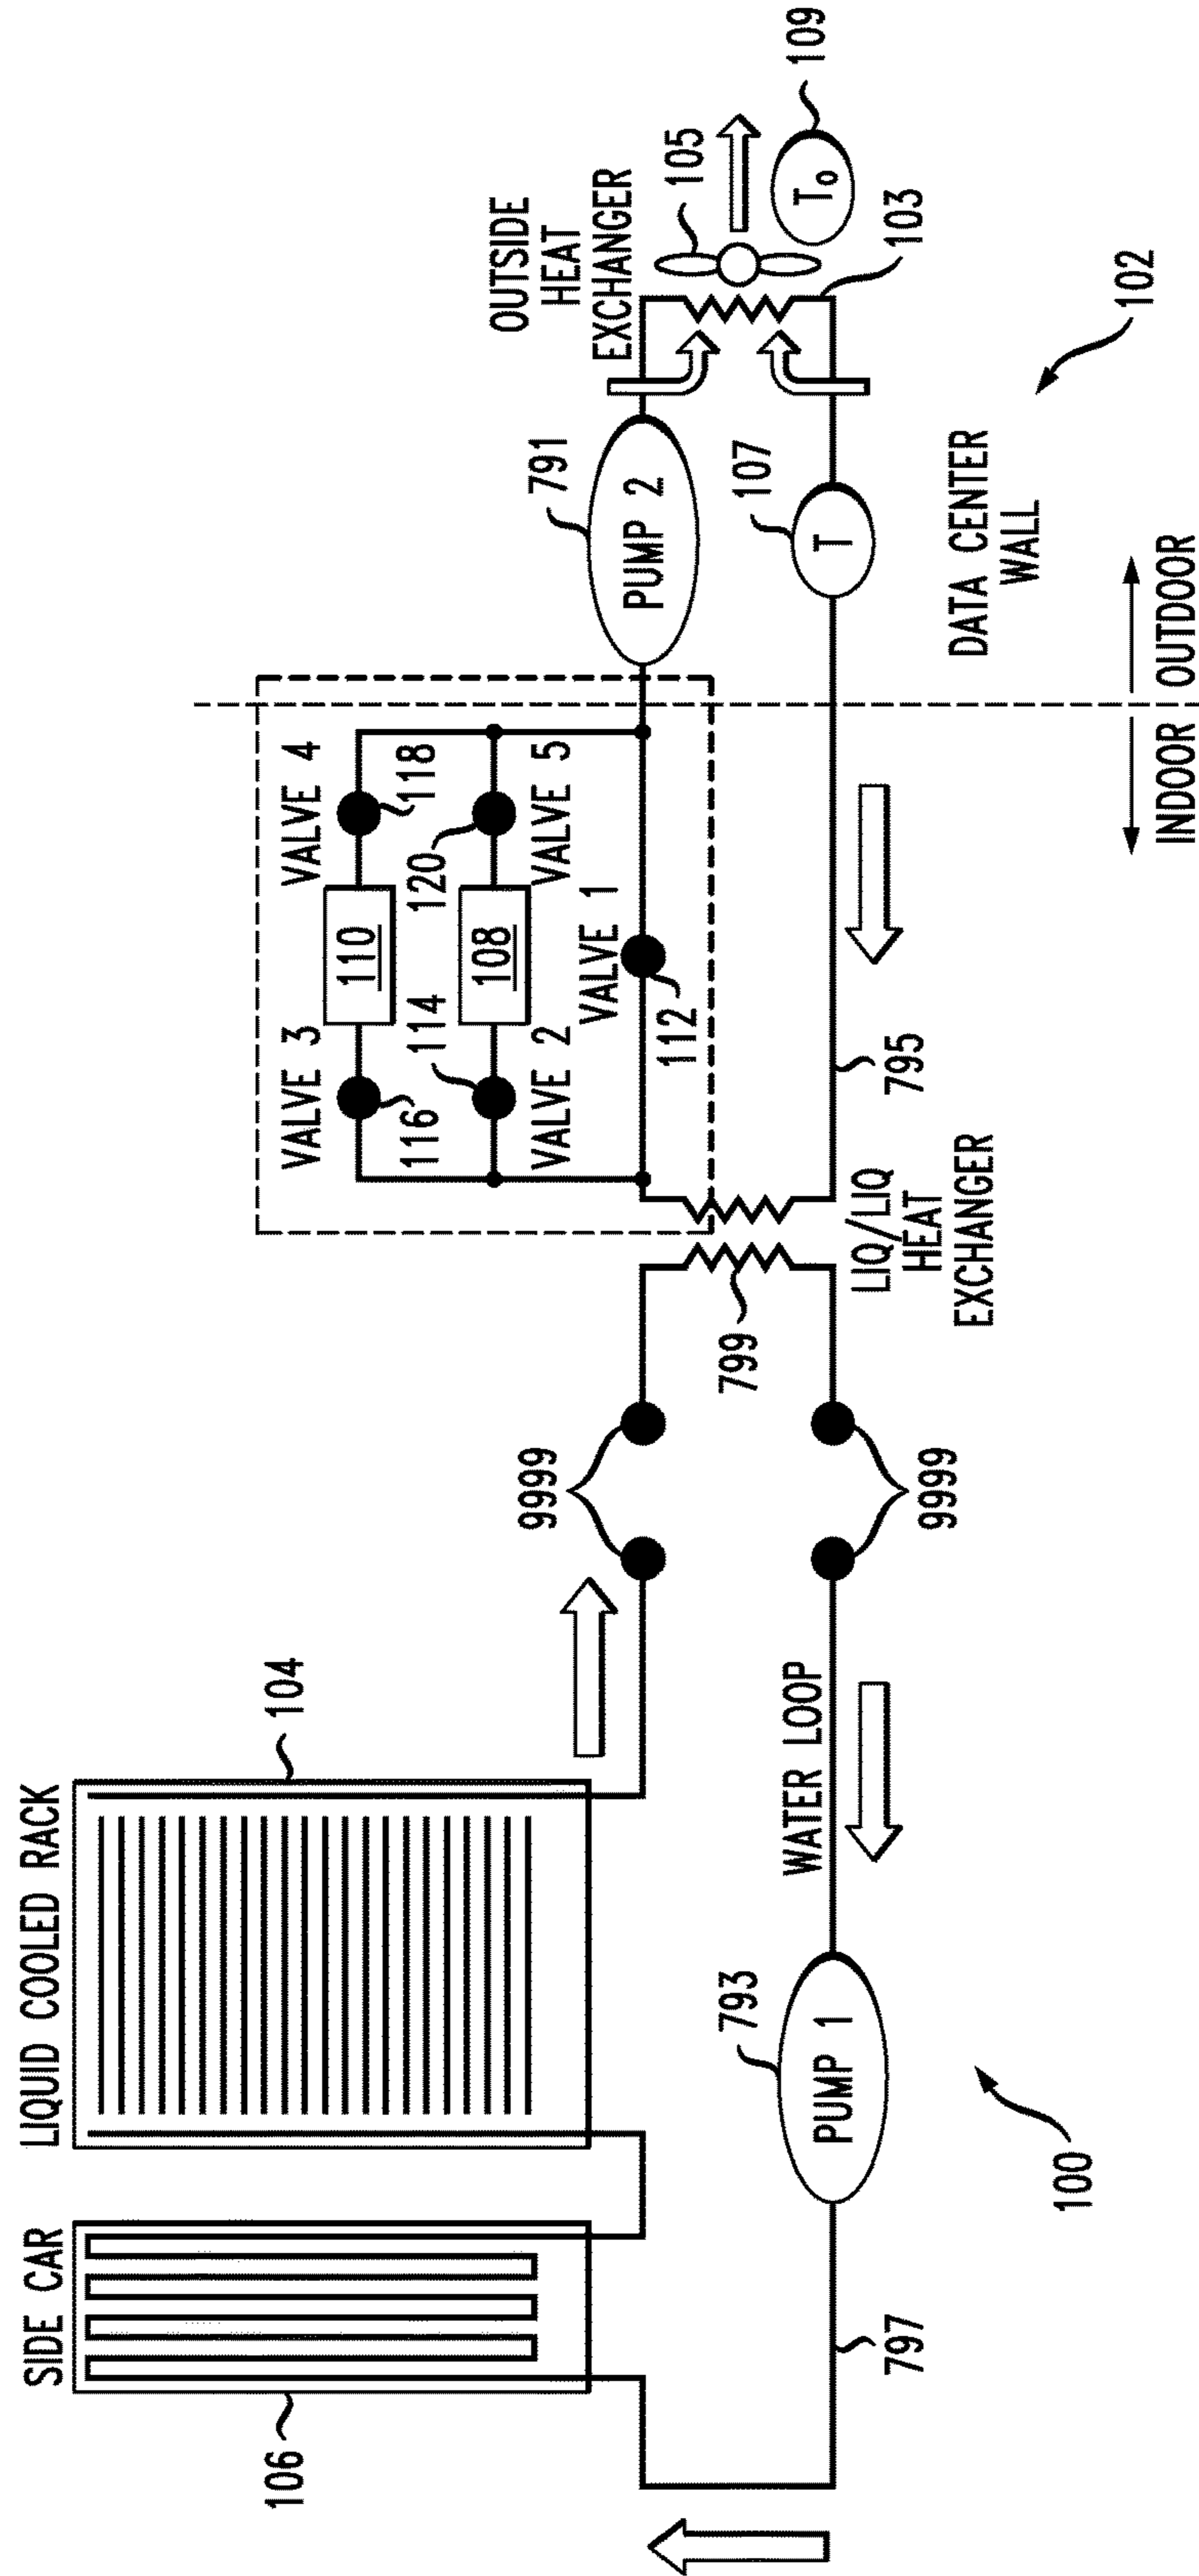 SIDE CAR
LIQUID COOLED RACK
106
104
9999
VALVE 3
VALVE 4
116
110
118
114
120
108
VALVE 2
VALVE 5
VALVE 1
112
791
PUMP 2
OUTSIDE
HEAT
EXCHANGER
105
109
T0
103
107
T
793
PUMP 1
WATER LOOP
9999
799
LIQ/LIQ
HEAT
EXCHANGER
797
795
DATA CENTER
WALL
102
100
INDOOR
OUTDOOR